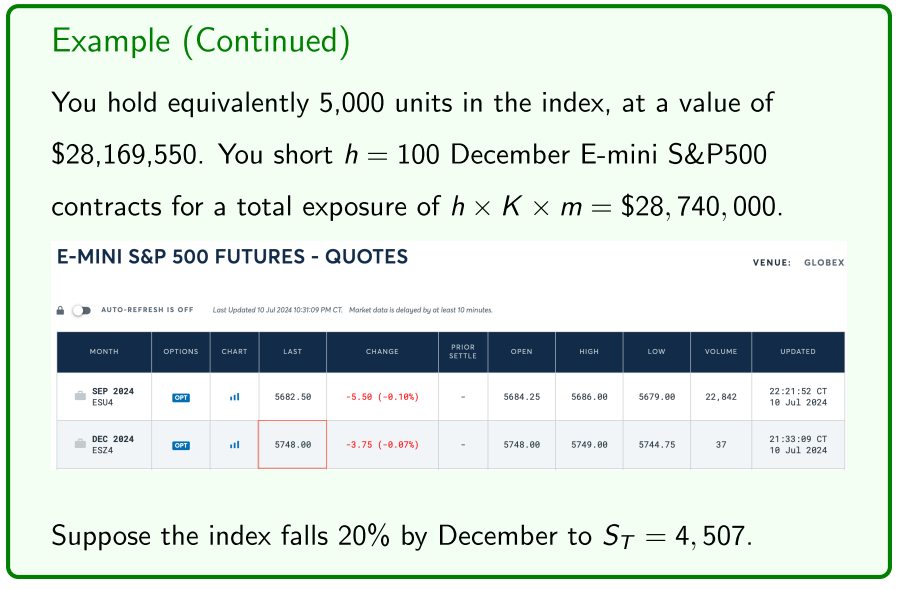 Example (Continued)
You hold equivalently 5,000 units in the index, at a value of
$28,169,550. You short h = 100 December E-mini S&P500
contracts for a total exposure of h × K × m = $28, 740, 000.
E-MINI S&P 500 FUTURES - QUOTES
VENUE: GLOBEX
AUTO-REFRESH IS OFF Last Updated 10 Jul 2024 10:31:09 PM CT. Market data is delayed by at least 10 minutes.
MONTH OPTIONS CHART LAST CHANGE PRIOR SETTLE OPEN HIGH LOW VOLUME UPDATED
SEP 2024 ESU4 OPT 5682.50 -5.50 (-0.10%) - 5684.25 5686.00 5679.00 22,842 22:21:52 CT 10 Jul 2024
DEC 2024 ESZ4 OPT 5748.00 -3.75 (-0.07%) - 5748.00 5749.00 5744.75 37 21:33:09 CT 10 Jul 2024
Suppose the index falls 20% by December to S_T = 4, 507.